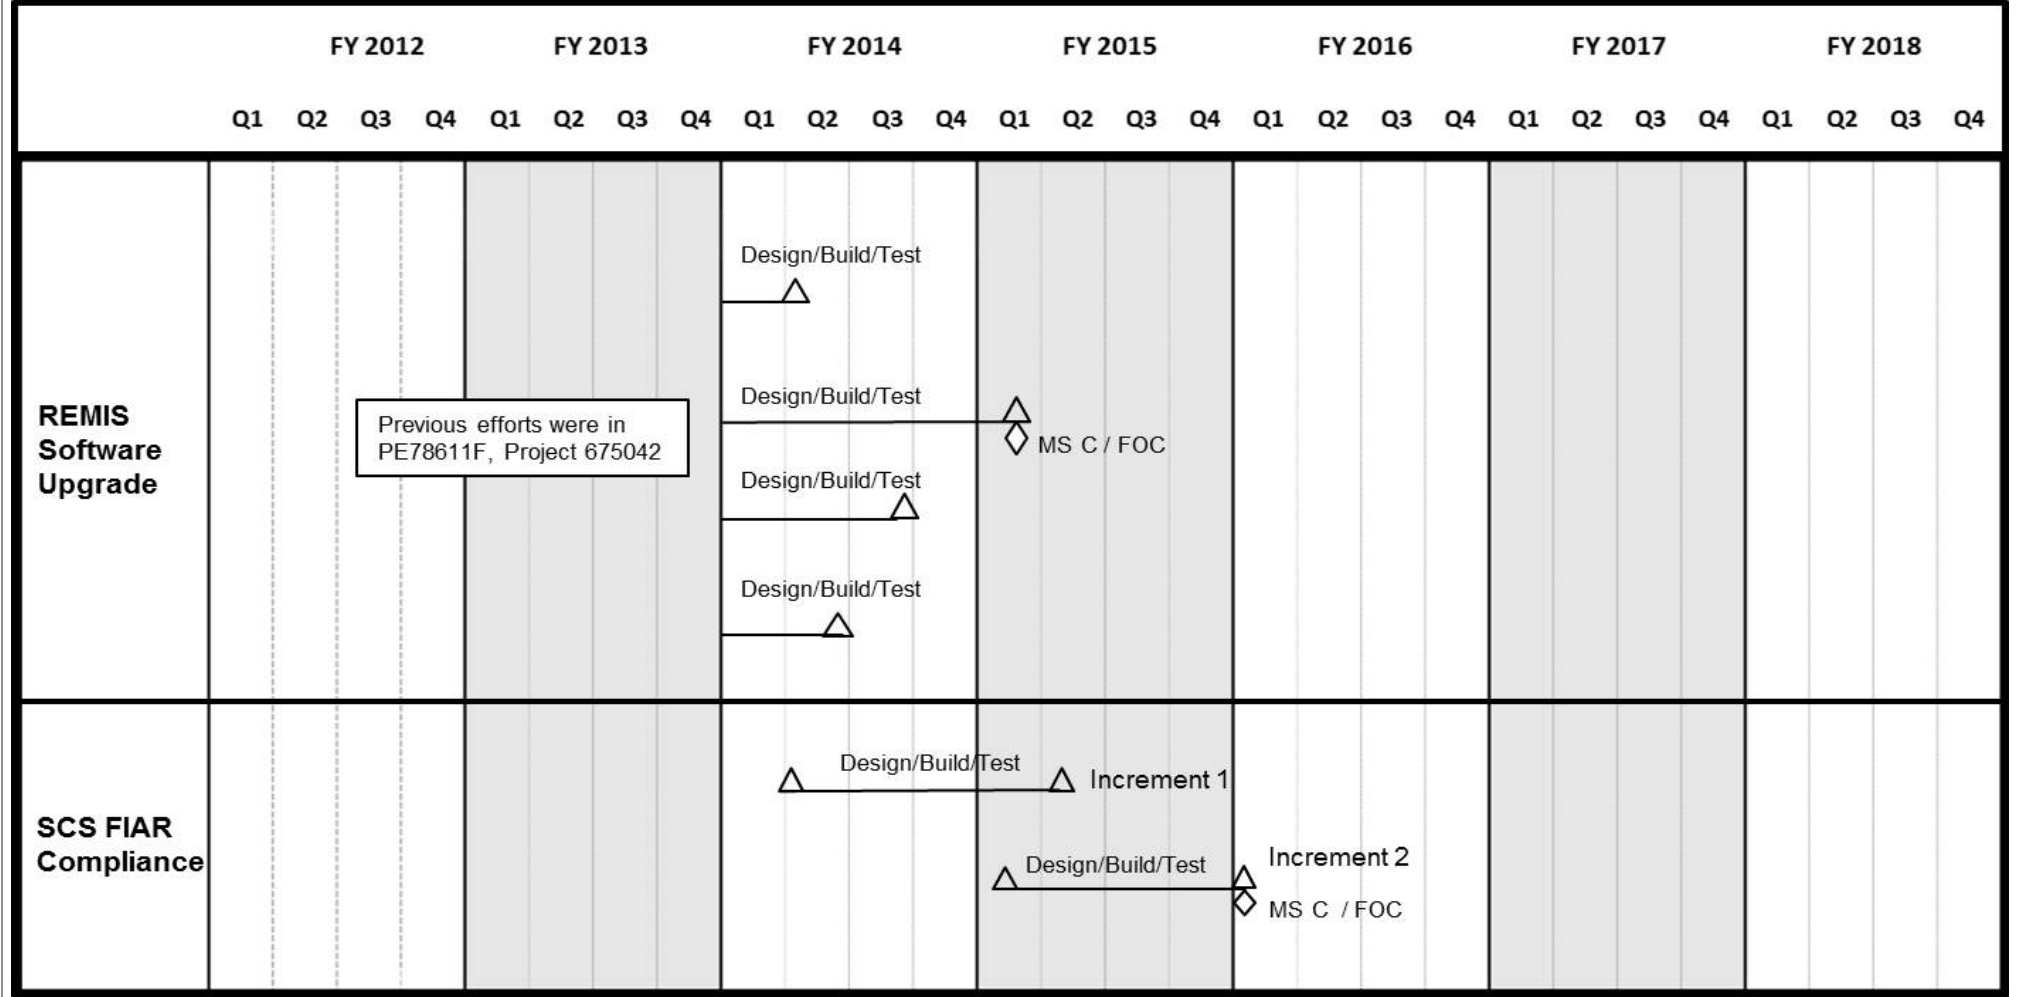 FY 2012 FY 2013 FY 2014 FY 2015 FY 2016 FY 2017 FY 2018
Q1 Q2 Q3 Q4 Q1 Q2 Q3 Q4 Q1 Q2 Q3 Q4 Q1 Q2 Q3 Q4 Q1 Q2 Q3 Q4 Q1 Q2 Q3 Q4 Q1 Q2 Q3 Q4
REMIS
Software
Upgrade
Previous efforts were in
PE78611F, Project 675042
Design/Build/Test
Design/Build/Test
MS C / FOC
Design/Build/Test
Design/Build/Test
SCS FIAR
Compliance
Design/Build/Test
Increment 1
Design/Build/Test
Increment 2
MS C / FOC